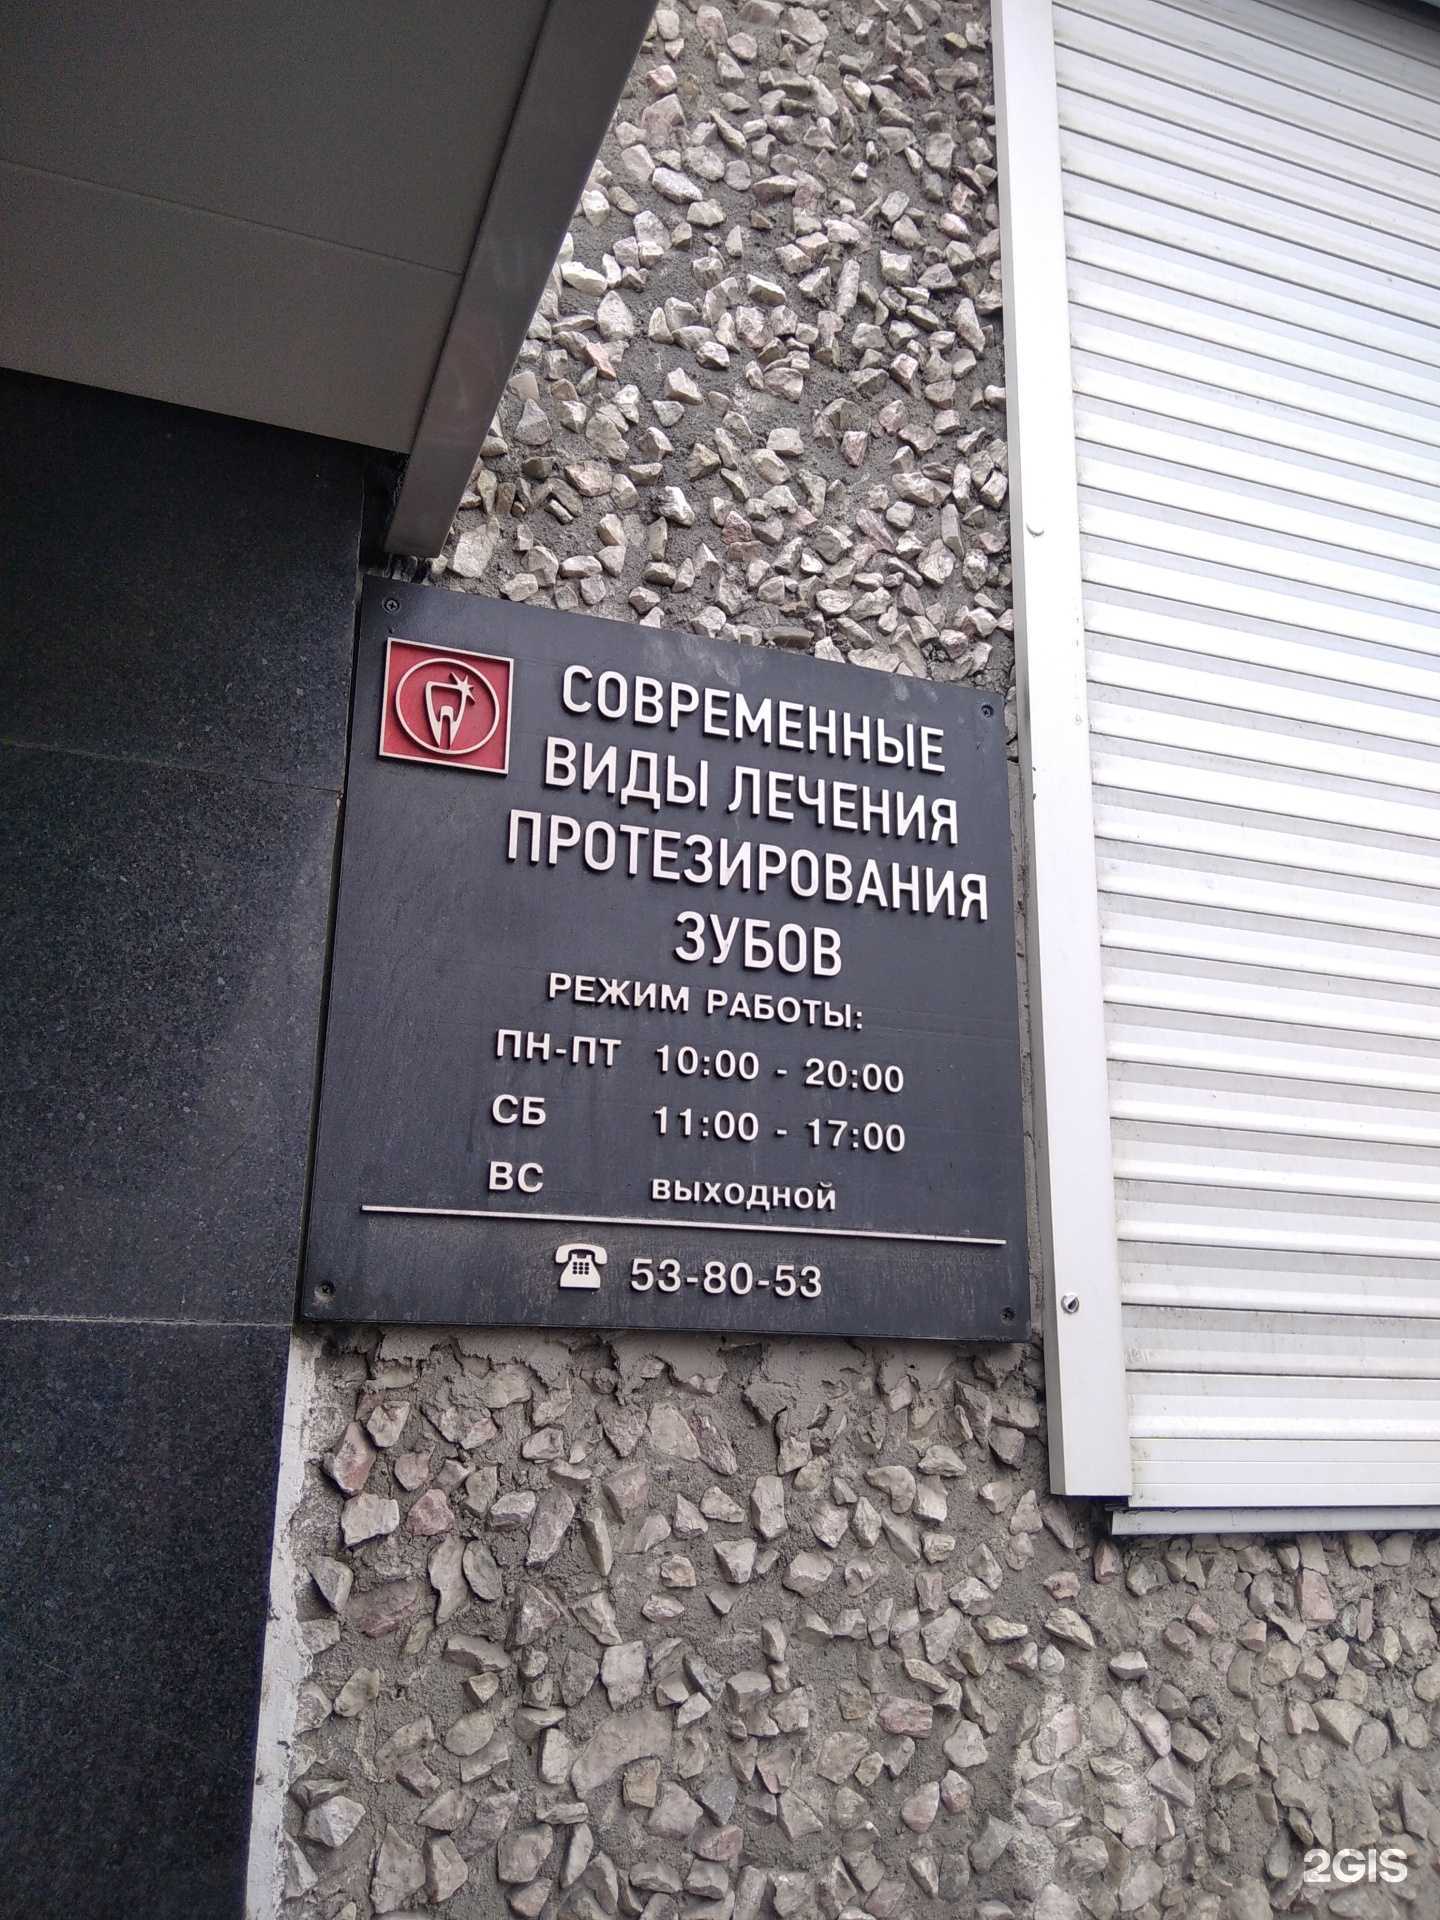 СОВРЕМЕННЫЕ
ВИДЫ ЛЕЧЕНИЯ
ПРОТЕЗИРОВАНИЯ
ЗУБОВ
РЕЖИМ РАБОТЫ:
ПН-ПТ 10:00 - 20:00
СБ 11:00 - 17:00
ВС ВЫХОДНОЙ
53-80-53
2GIS